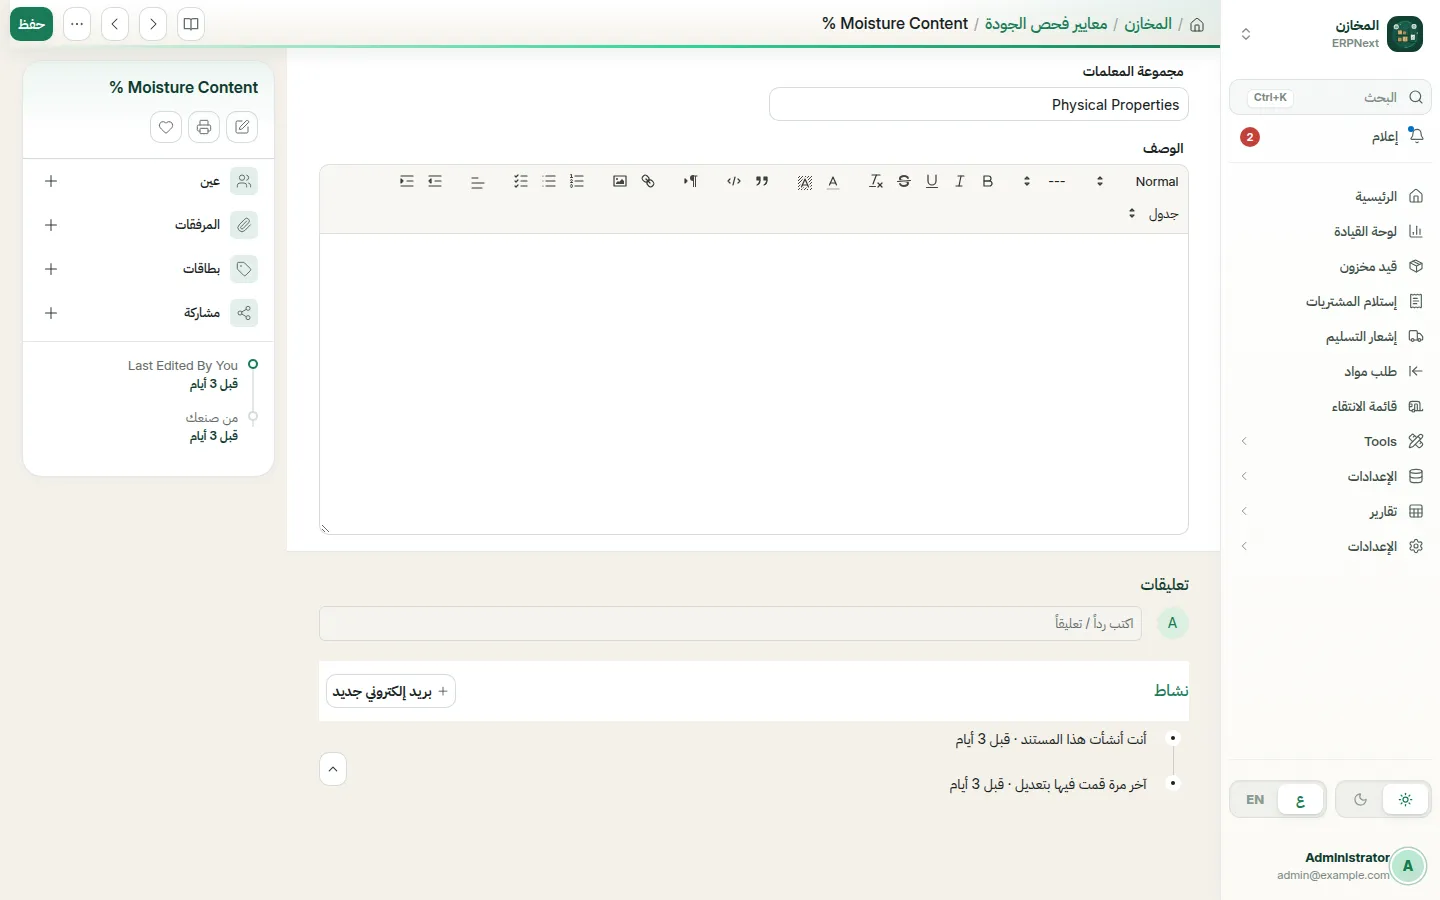 المخازن
ERPNext
البحث
Ctrl+K
إعلام
2
الرئيسية
لوحة القيادة
قيد مخزون
إستلام المشتريات
إشعار التسليم
طلب مواد
قائمة الانتقاء
Tools
الإعدادات
تقارير
الإعدادات
EN
ع
Administrator
admin@example.com
A
المخازن / معايير فحص الجودة / Moisture Content %
حفظ
مجموعة المعلمات
Physical Properties
الوصف
Normal
---
جدول
تعليقات
A
اكتب رداً / تعليقاً
نشاط
بريد إلكتروني جديد
أنت أنشأت هذا المستند · قبل 3 أيام
آخر مرة قمت فيها بتعديل · قبل 3 أيام
Moisture Content %
عين
المرفقات
بطاقات
مشاركة
Last Edited By You
قبل 3 أيام
من صنعك
قبل 3 أيام